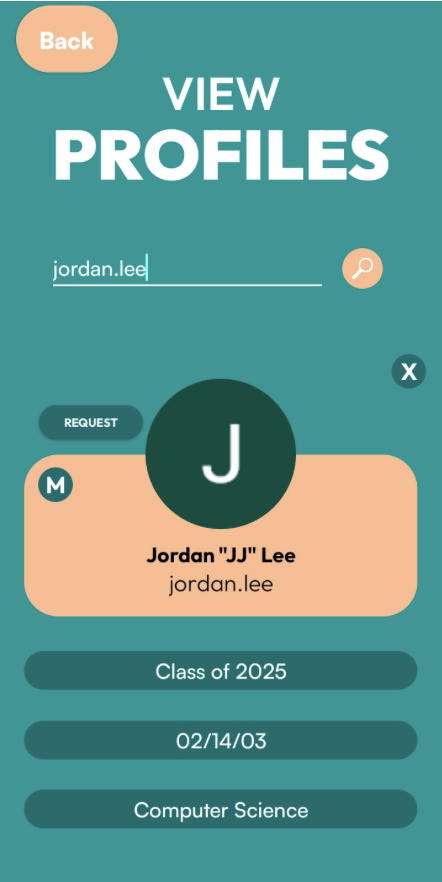 Back
VIEW
PROFILES
jordan.lee
X
REQUEST
J
M
Jordan "JJ" Lee
jordan.lee
Class of 2025
02/14/03
Computer Science